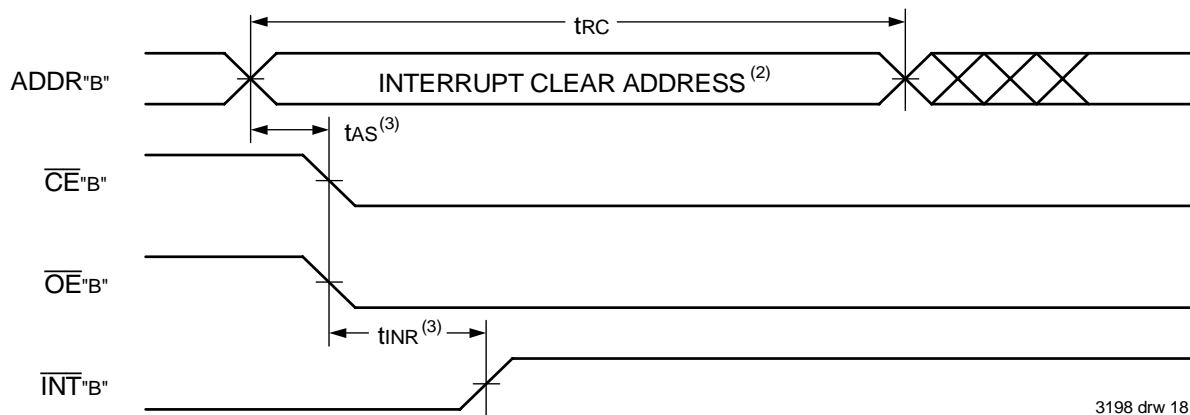 tRC
ADDR"B"
INTERRUPT CLEAR ADDRESS (2)
tAS(3)
CE"B"
OE"B"
tINR(3)
INT"B"
3198 drw 18